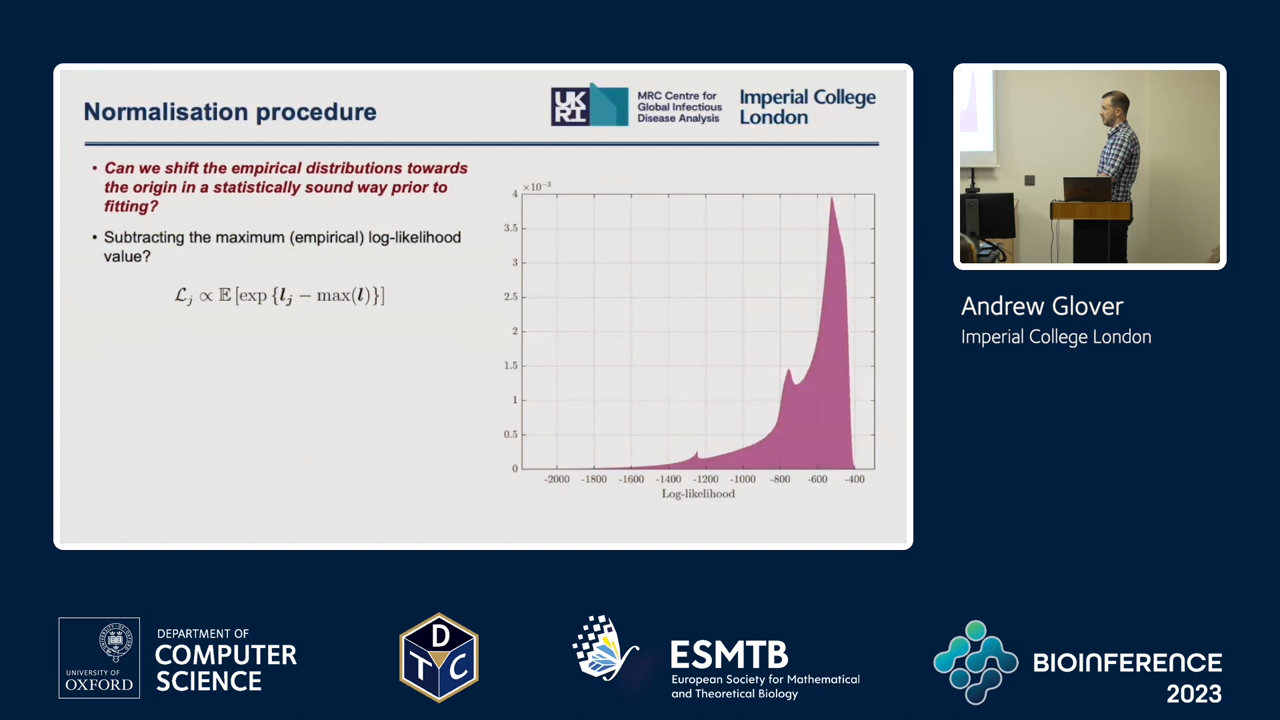 Normalisation procedure
UK
RI
MRC Centre for
Global Infectious
Disease Analysis
Imperial College
London
• Can we shift the empirical distributions towards
the origin in a statistically sound way prior to
fitting?
• Subtracting the maximum (empirical) log-likelihood
value?
ℒⱼ ∝ 𝔼 [exp {𝒍ⱼ − max(𝒍)}]
×10⁻³
4
3.5
3
2.5
2
1.5
1
0.5
0
-2000 -1800 -1600 -1400 -1200 -1000 -800 -600 -400
Log-likelihood
Andrew Glover
Imperial College London
UNIVERSITY OF
OXFORD
DEPARTMENT OF
COMPUTER
SCIENCE
D
T C
ESMTB
European Society for Mathematical
and Theoretical Biology
BIOINFERENCE
2023